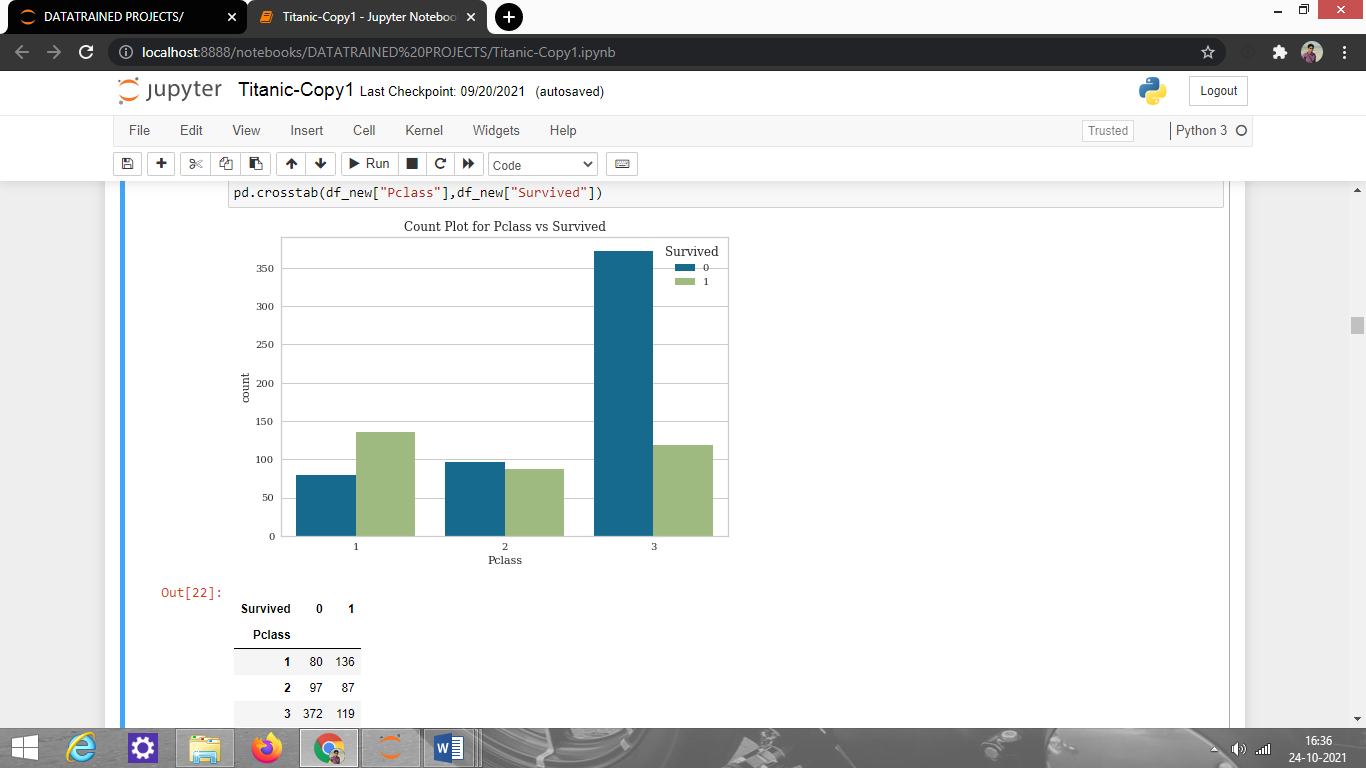 DATATRAINED PROJECTS/
Titanic-Copy1 - Jupyter Noteboo
localhost:8888/notebooks/DATATRAINED%20PROJECTS/Titanic-Copy1.ipynb
jupyter Titanic-Copy1 Last Checkpoint: 09/20/2021 (autosaved)
Logout
File Edit View Insert Cell Kernel Widgets Help
Trusted
Python 3
Run
Code
pd.crosstab(df_new["Pclass"],df_new["Survived"])
Count Plot for Pclass vs Survived
Survived
0
1
350
300
250
200
150
100
50
0
count
1 2 3
Pclass
Out[22]:
Survived 0 1
Pclass
1 80 136
2 97 87
3 372 119
16:36
24-10-2021